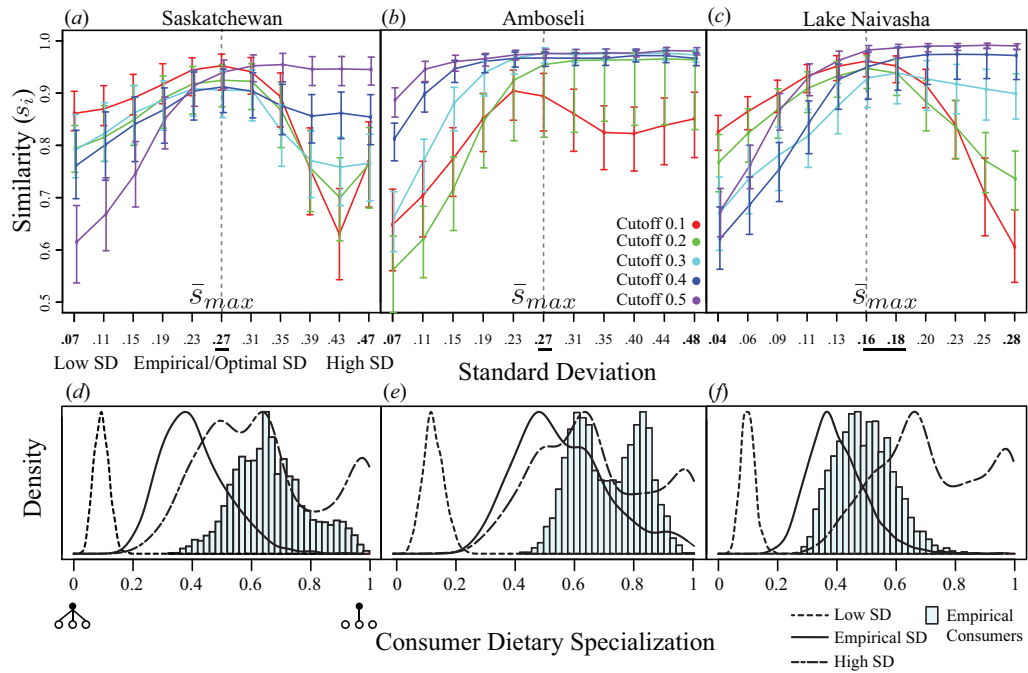 (a) Saskatchewan (b) Amboseli (c) Lake Naivasha
Similarity (s_i)
1.0
0.9
0.8
0.7
0.6
0.5
Cutoff 0.1
Cutoff 0.2
Cutoff 0.3
Cutoff 0.4
Cutoff 0.5
s̄max s̄max s̄max
.07 .11 .15 .19 .23 .27 .31 .35 .39 .43 .47 .07 .11 .15 .19 .23 .27 .31 .35 .40 .44 .48 .04 .06 .09 .11 .13 .16 .18 .20 .23 .25 .28
Low SD Empirical/Optimal SD High SD
Standard Deviation
(d) (e) (f)
Density
0 0.2 0.4 0.6 0.8 1 0 0.2 0.4 0.6 0.8 1 0 0.2 0.4 0.6 0.8 1
Consumer Dietary Specialization
Low SD
Empirical SD
High SD
Empirical
Consumers